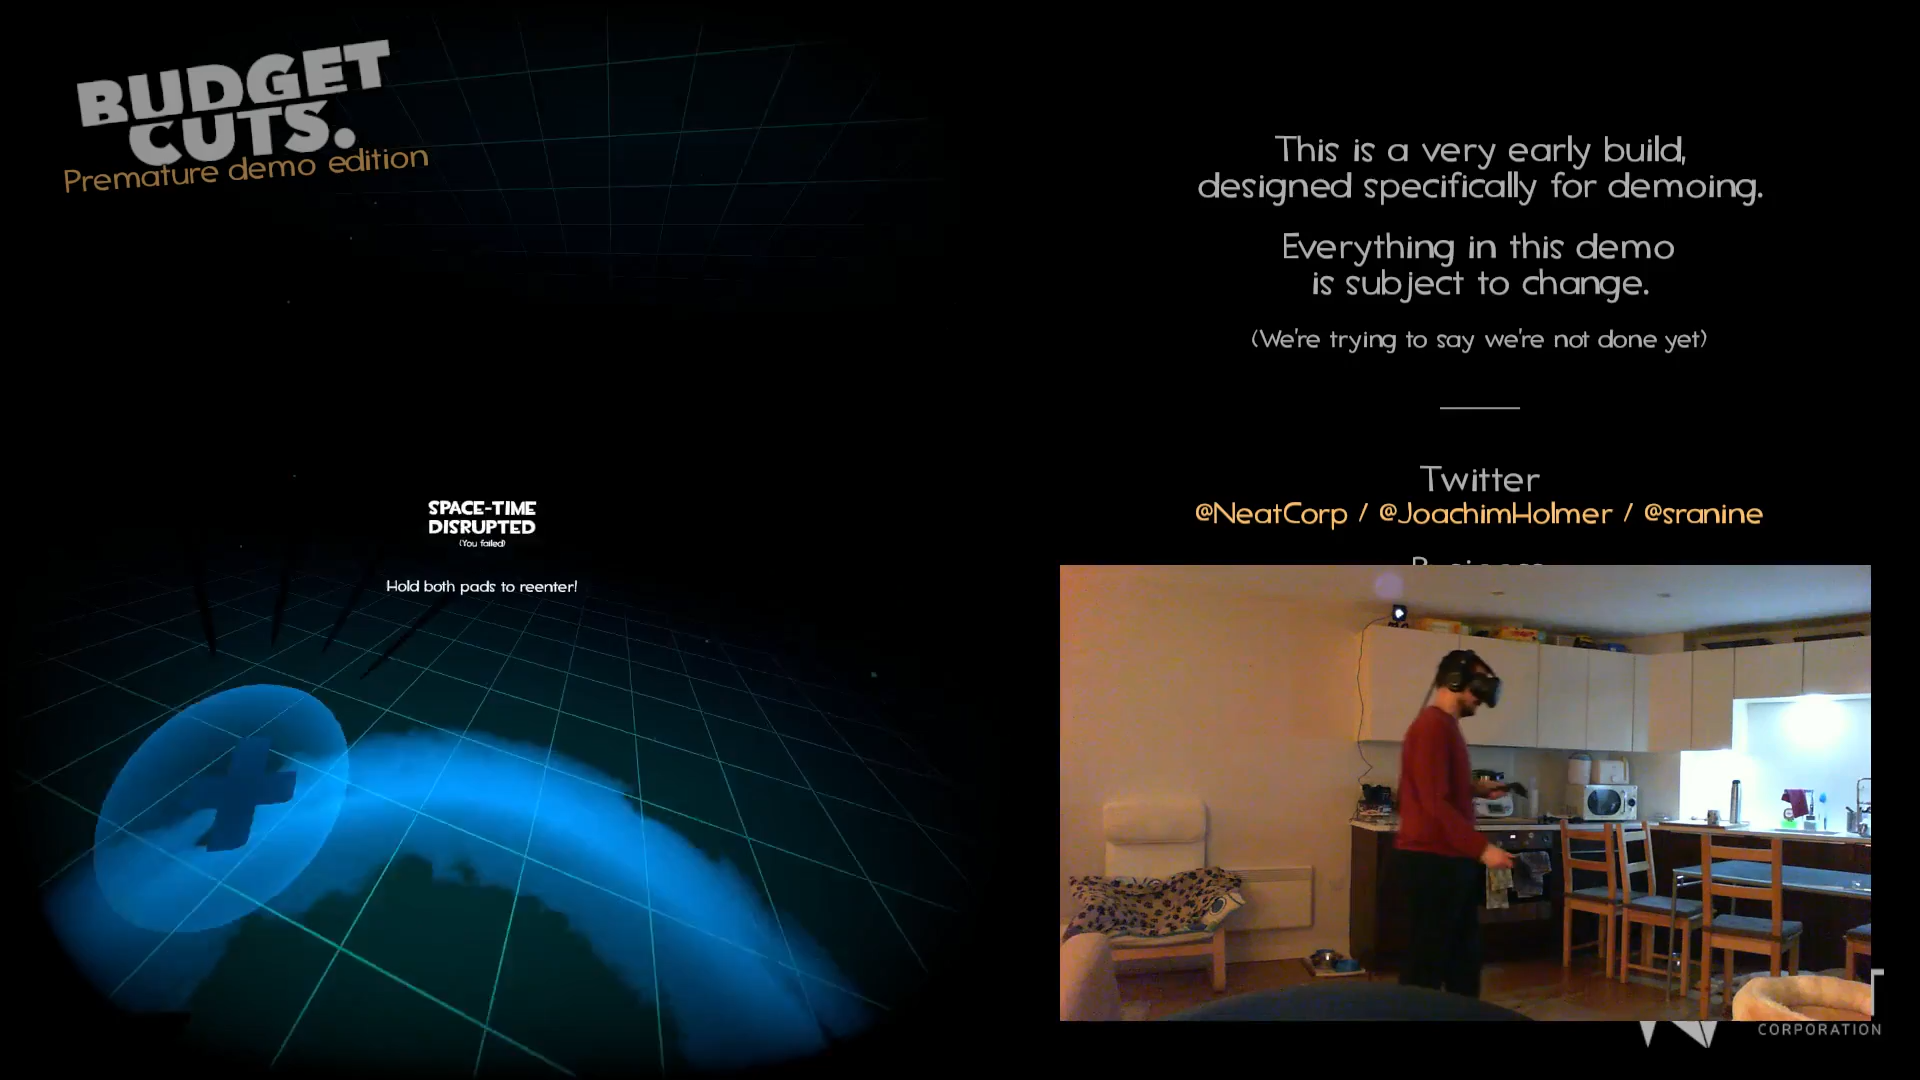 BUDGET
CUTS.
Premature demo edition
SPACE-TIME
DISRUPTED
(You failed)
Hold both pads to reenter!
This is a very early build,
designed specifically for demoing.
Everything in this demo
is subject to change.
(We're trying to say we're not done yet)
Twitter
@NeatCorp / @JoachimHolmer / @sranine
CORPORATION